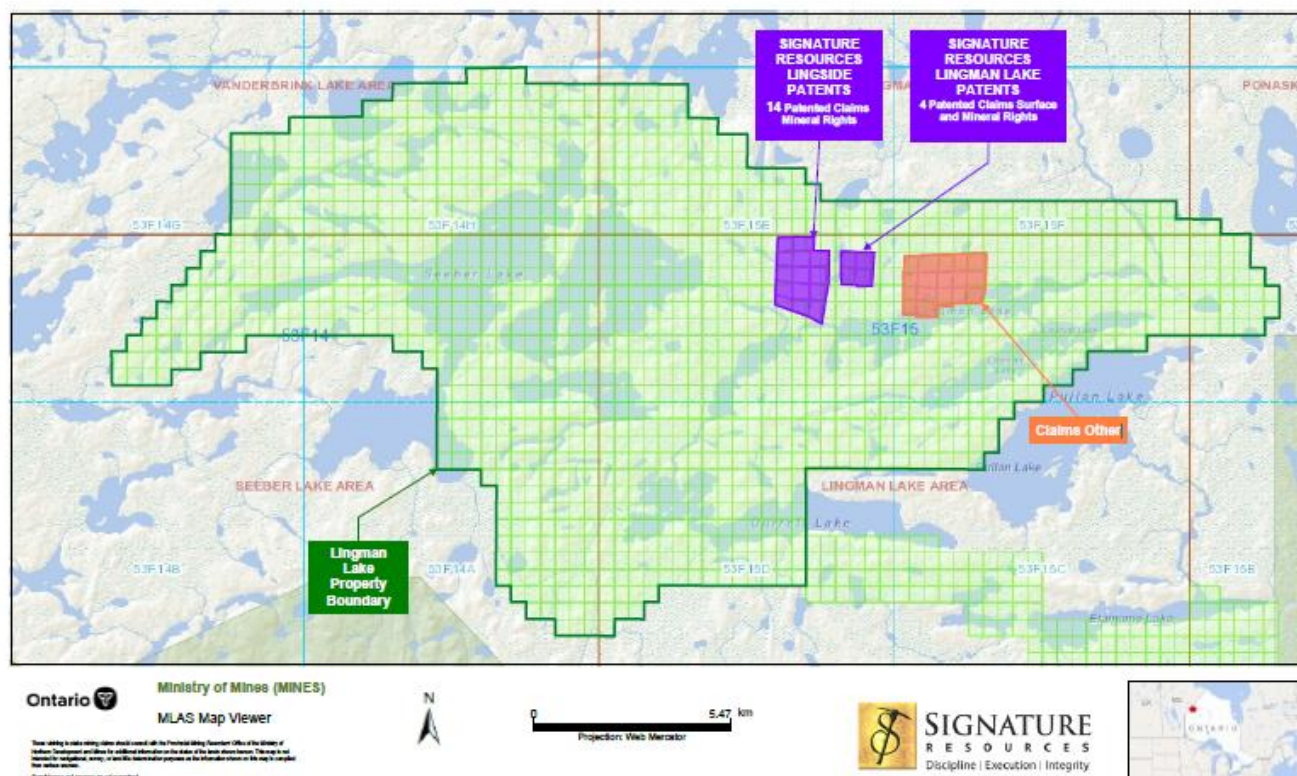 SIGNATURE
RESOURCES
LINGSIDE
PATENTS
14 Patented Claims
Mineral Rights
SIGNATURE
RESOURCES
LINGMAN LAKE
PATENTS
4 Patented Claims Surface
and Mineral Rights
VANDERBRINK LAKE AREA
PONASK
53F14G
53F14H
53F15E
53F15F
Seeber Lake
53F14
53F15
Pullan Lake
Claims Other
SEEBER LAKE AREA
LINGMAN LAKE AREA
Lingman
Lake
Property
Boundary
53F14B
53F14A
53F15D
53F15C
53F15B
Ontario
Ministry of Mines (MINES)
MLAS Map Viewer
N
0
5.47 km
Projection: Web Mercator
SIGNATURE
RESOURCES
Discipline | Execution | Integrity
ONTARIO